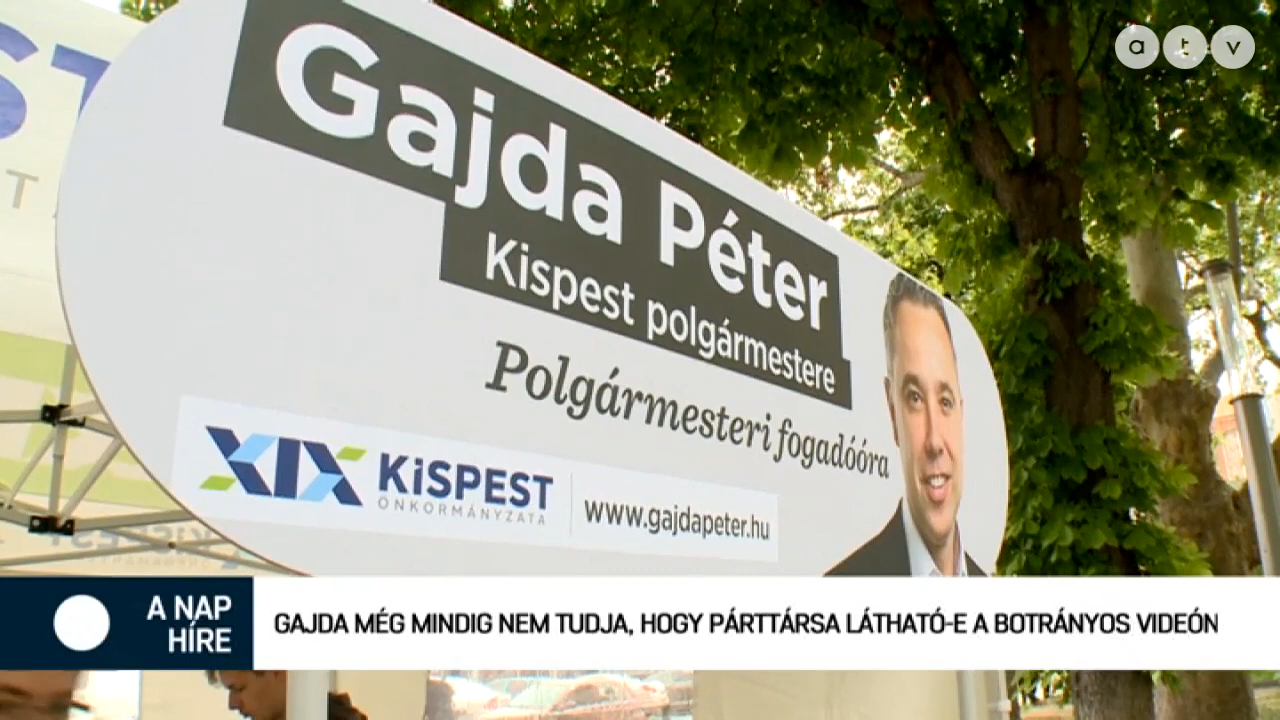 atv
Gajda Péter
Kispest polgármestere
Polgármesteri fogadóóra
XIX KiSPEST
ÖNKORMÁNYZATA
www.gajdapeter.hu
A NAP
HÍRE
GAJDA MÉG MINDIG NEM TUDJA, HOGY PÁRTTÁRSA LÁTHATÓ-E A BOTRÁNYOS VIDEÓN